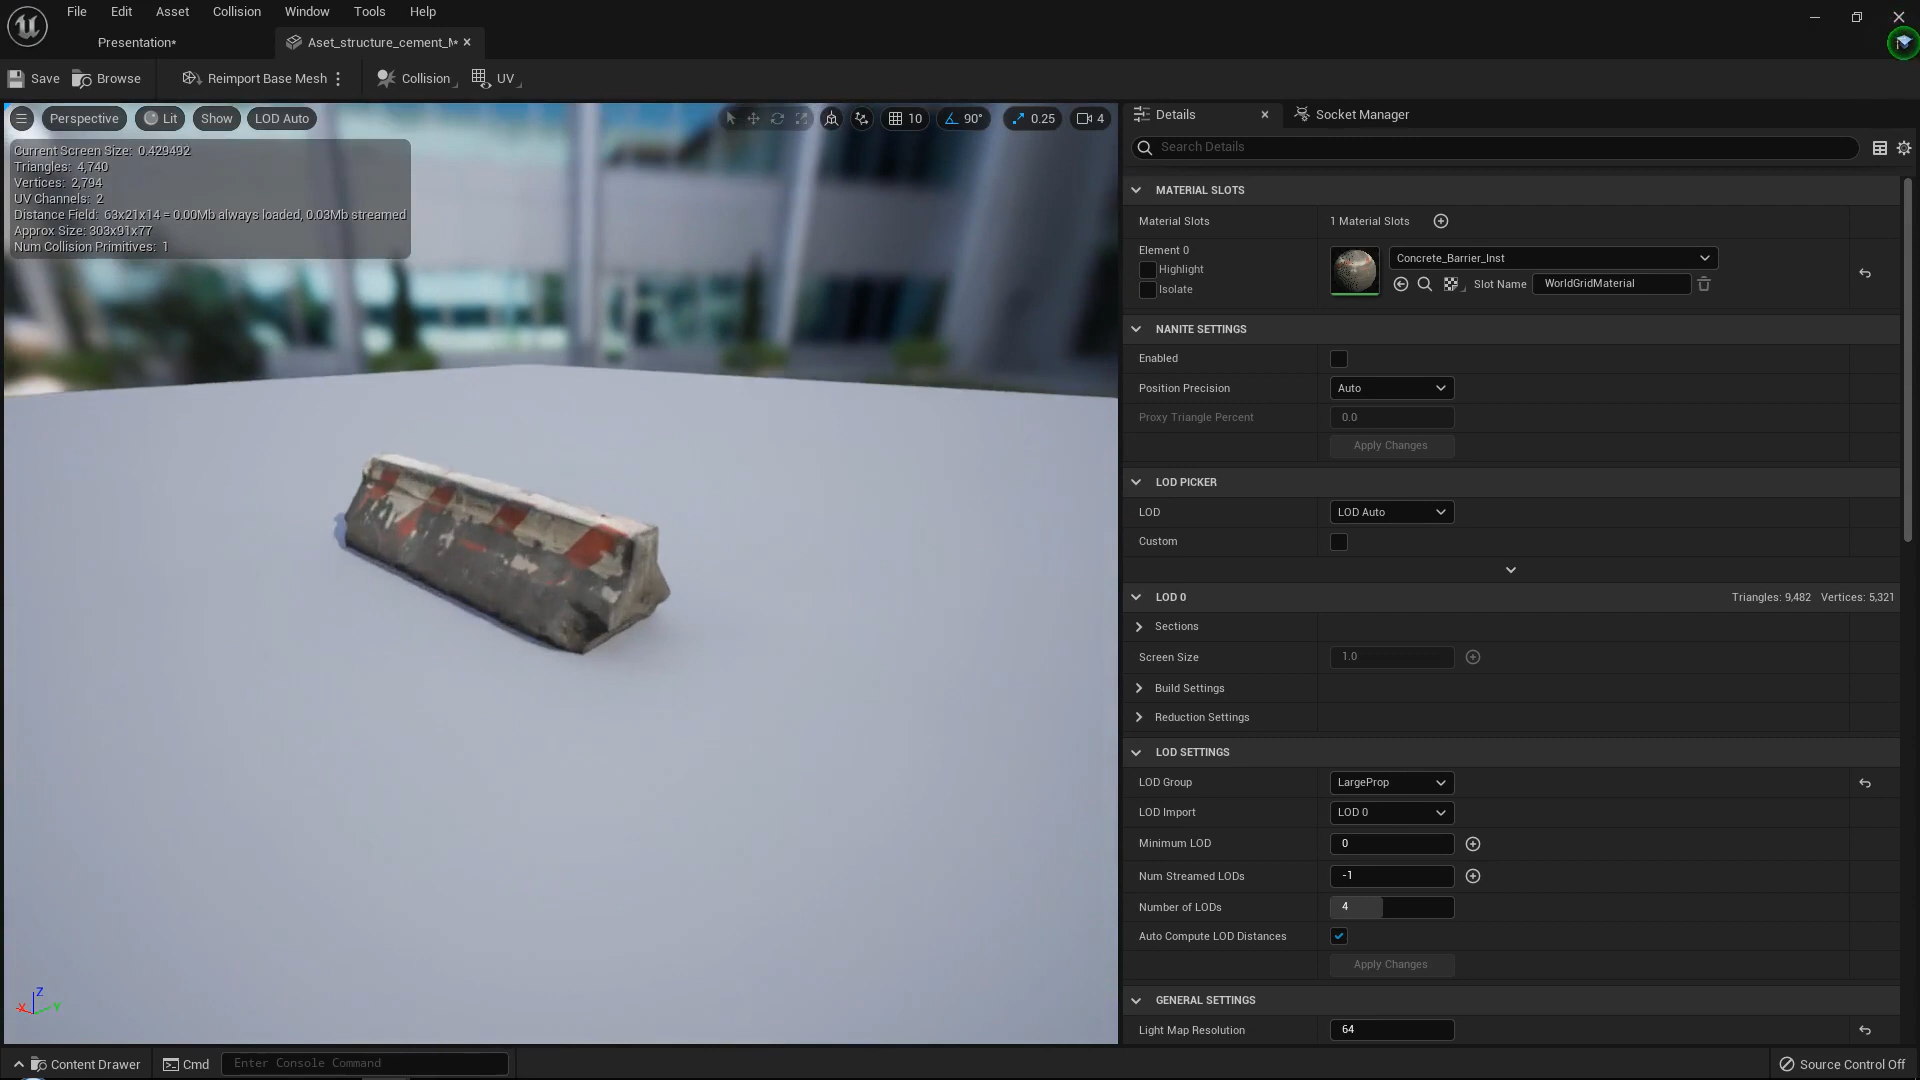 File Edit Asset Collision Window Tools Help
Presentation*
Aset_structure_cement_M*
Save Browse Reimport Base Mesh Collision UV
Perspective Lit Show LOD Auto 10 90° 0.25 4
Current Screen Size: 0.429492
Triangles: 4,740
Vertices: 2,794
UV Channels: 2
Distance Field: 63x21x14 = 0.00Mb always loaded, 0.03Mb streamed
Approx Size: 303x91x77
Num Collision Primitives: 1
X Z Y
Details Socket Manager
Search Details
MATERIAL SLOTS
Material Slots 1 Material Slots
Element 0
Highlight
Isolate
Concrete_Barrier_Inst
Slot Name WorldGridMaterial
NANITE SETTINGS
Enabled
Position Precision Auto
Proxy Triangle Percent 0.0
Apply Changes
LOD PICKER
LOD LOD Auto
Custom
LOD 0 Triangles: 9,482 Vertices: 5,321
Sections
Screen Size 1.0
Build Settings
Reduction Settings
LOD SETTINGS
LOD Group LargeProp
LOD Import LOD 0
Minimum LOD 0
Num Streamed LODs -1
Number of LODs 4
Auto Compute LOD Distances
Apply Changes
GENERAL SETTINGS
Light Map Resolution 64
Content Drawer Cmd Enter Console Command Source Control Off